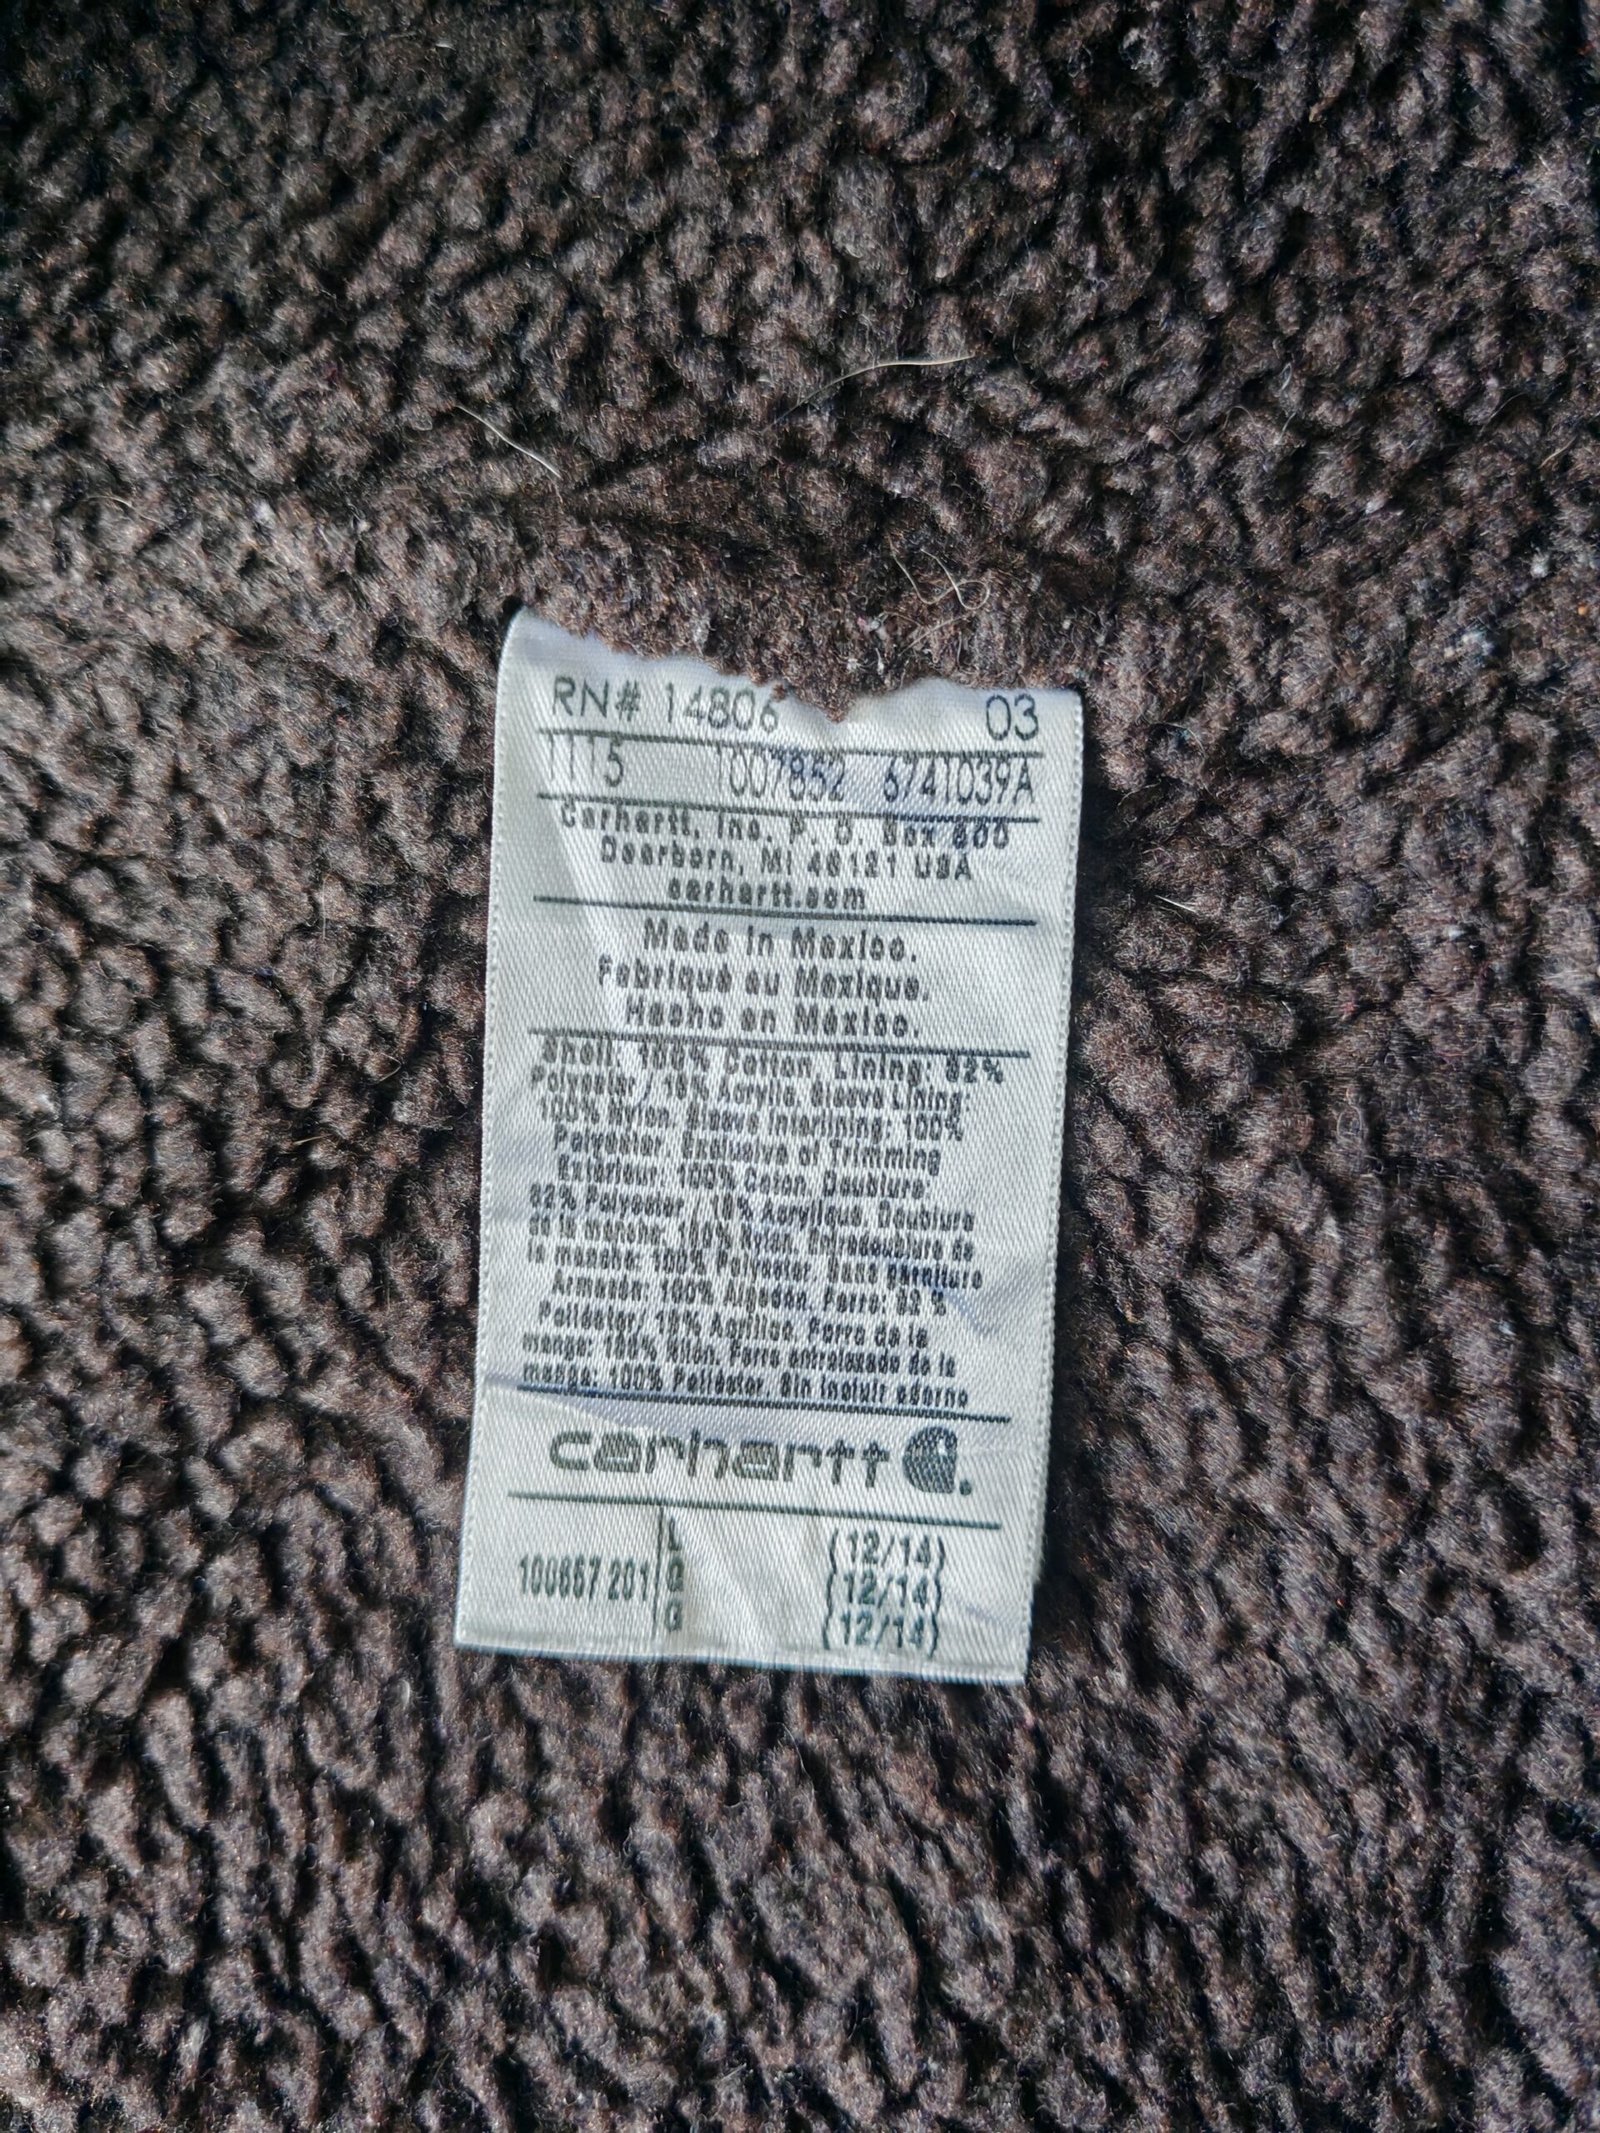 RN# 14806 03
1115 1007852 6741039A
Carhartt, Inc. P. O. Box 600
Dearborn, MI 48121 USA
carhartt.com
Made in Mexico.
Fabriqué au Mexique.
Hecho en México.
Shell: 100% Cotton. Lining: 82%
Polyester / 18% Acrylic. Sleeve Lining:
100% Nylon. Sleeve Interlining: 100%
Polyester. Exclusive of Trimming
Extérieur: 100% Coton. Doublure:
82% Polyester / 18% Acrylique. Doublure
de la manche: 100% Nylon. Entredoublure de
la manche: 100% Polyester. Sans garniture
Armazón: 100% Algodón. Forro: 82%
Poliéster / 18% Acrílico. Forro de la
manga: 100% Nilon. Forro entrelazado de la
manga: 100% Poliéster. Sin incluir adorno
carhartt
100657 201 L (12/14)
G (12/14)
G (12/14)